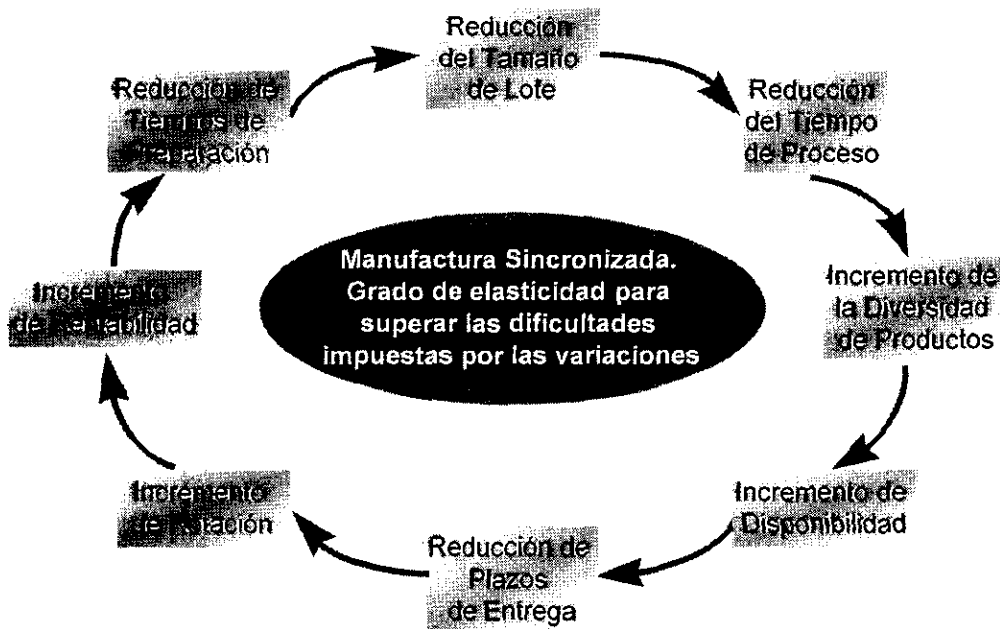 Reducción
del Tamaño
de Lote
Reducción
del Tiempo
de Proceso
Incremento de
la Diversidad
de Productos
Incremento de
Disponibilidad
Reducción de
Plazos
de Entrega
Incremento
de Rotación
Incremento
de Rentabilidad
Reducción de
Tiempos de
Preparación
Manufactura Sincronizada.
Grado de elasticidad para
superar las dificultades
impuestas por las variaciones